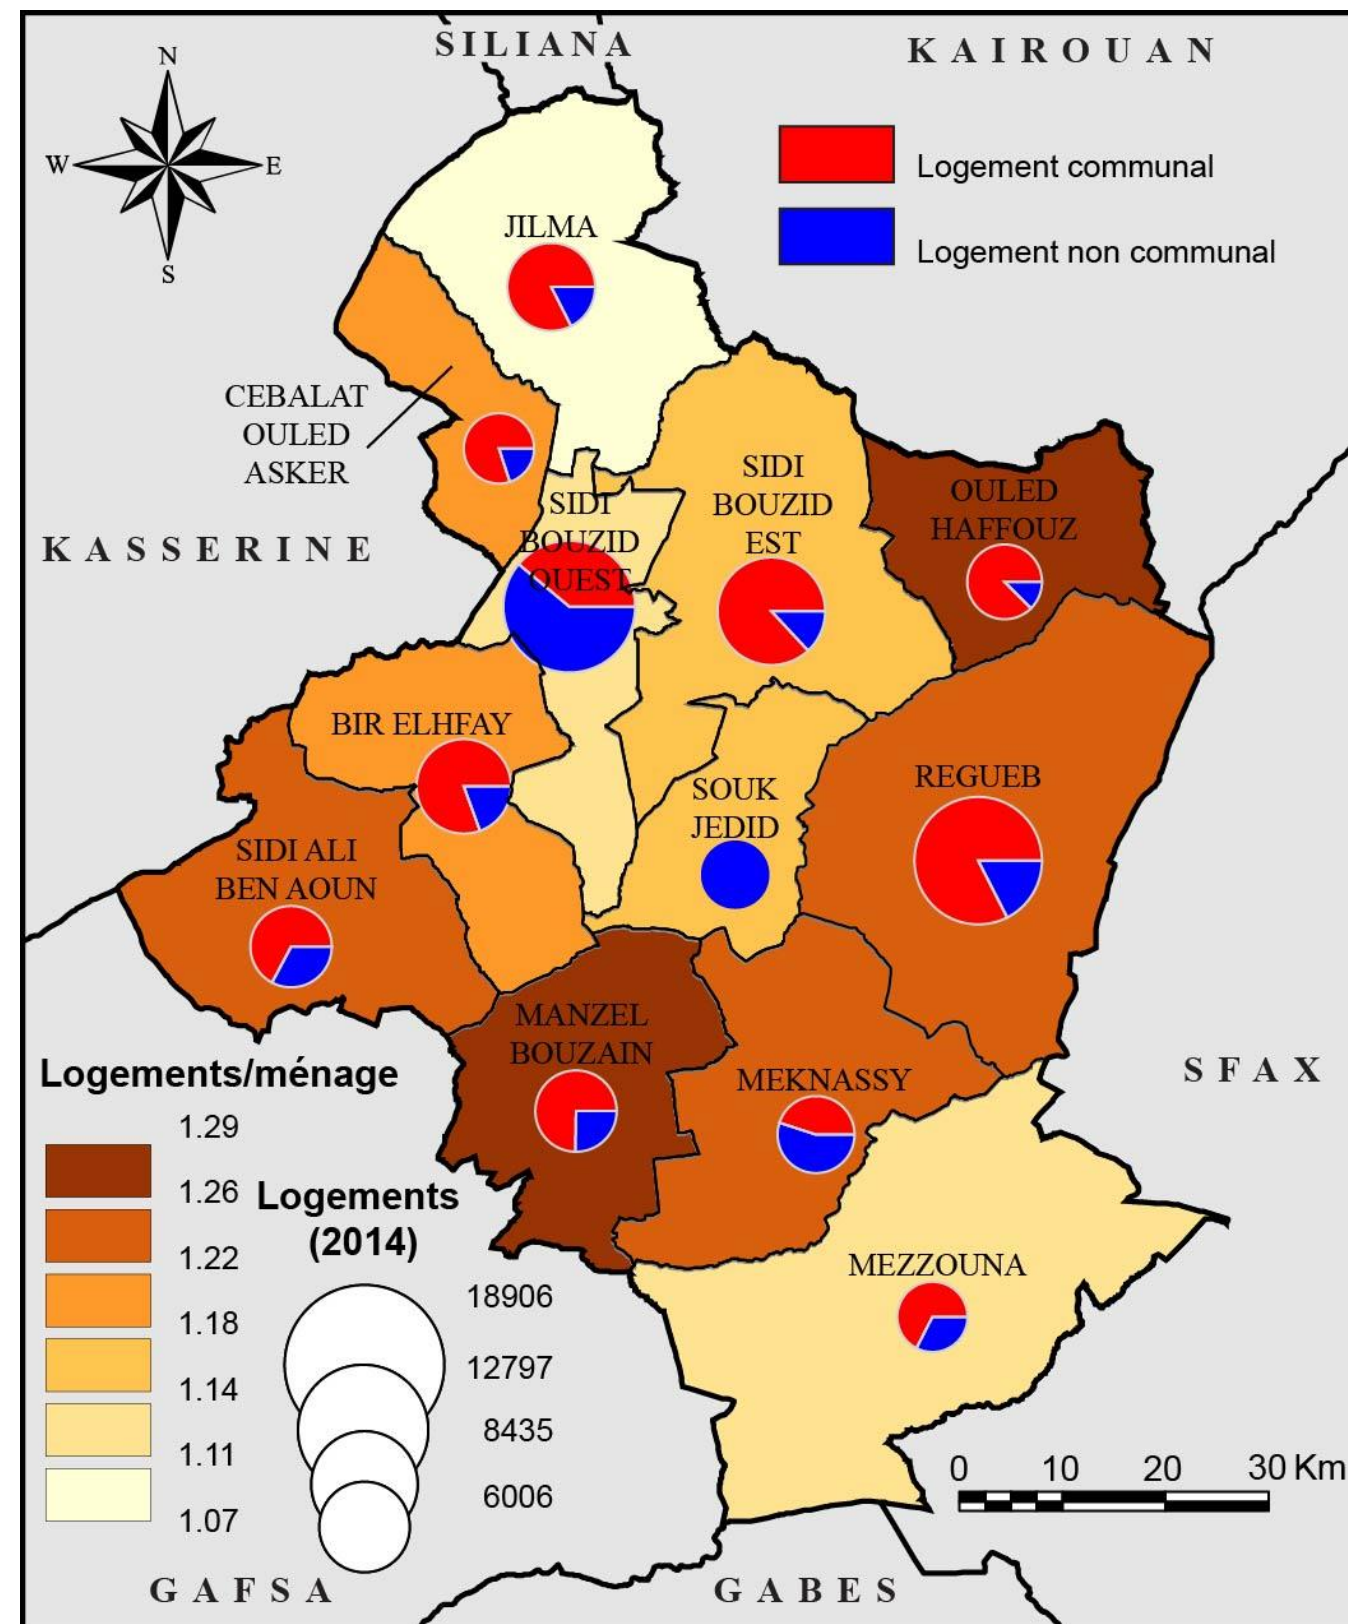 SILIANA
KAIROUAN
N
W
E
S
Logement communal
Logement non communal
JILMA
CEBALAT
OULED
ASKER
KASSERINE
SIDI
BOUZID
OUEST
SIDI
BOUZID
EST
OULED
HAFFOUZ
BIR ELHFAY
SOUK
JEDID
REGUEB
SIDI ALI
BEN AOUN
MANZEL
BOUZAIN
MEKNASSY
SFAX
MEZZOUNA
Logements/ménage
1.29
1.26
1.22
1.18
1.14
1.11
1.07
Logements
(2014)
18906
12797
8435
6006
0 10 20 30 Km
GAFSA
GABES